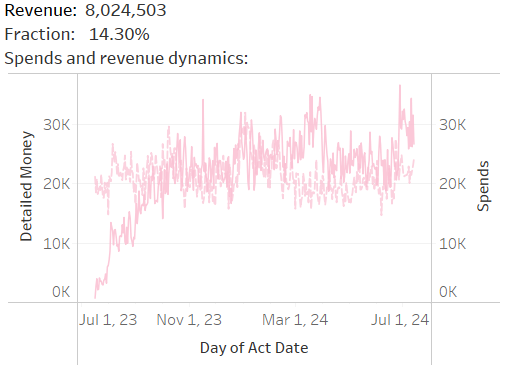 Revenue: 8,024,503
Fraction: 14.30%
Spends and revenue dynamics:
30K 30K
20K 20K
10K 10K
0K 0K
Detailed Money
Spends
Jul 1, 23 Nov 1, 23 Mar 1, 24 Jul 1, 24
Day of Act Date